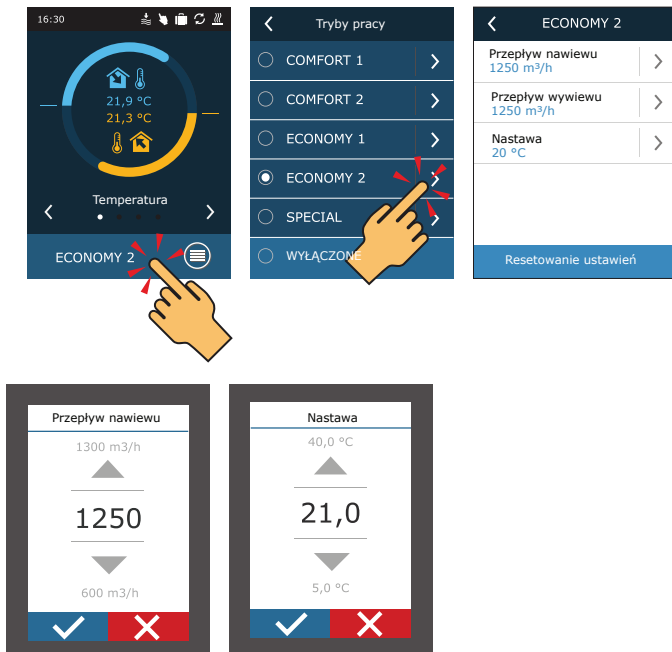 16:30
21,9 °C
21,3 °C
Temperatura
ECONOMY 2
Tryby pracy
COMFORT 1
COMFORT 2
ECONOMY 1
ECONOMY 2
SPECIAL
WYŁĄCZONE
ECONOMY 2
Przepływ nawiewu
1250 m³/h
Przepływ wywiewu
1250 m³/h
Nastawa
20 °C
Resetowanie ustawień
Przepływ nawiewu
1300 m3/h
1250
600 m3/h
Nastawa
40,0 °C
21,0
5,0 °C